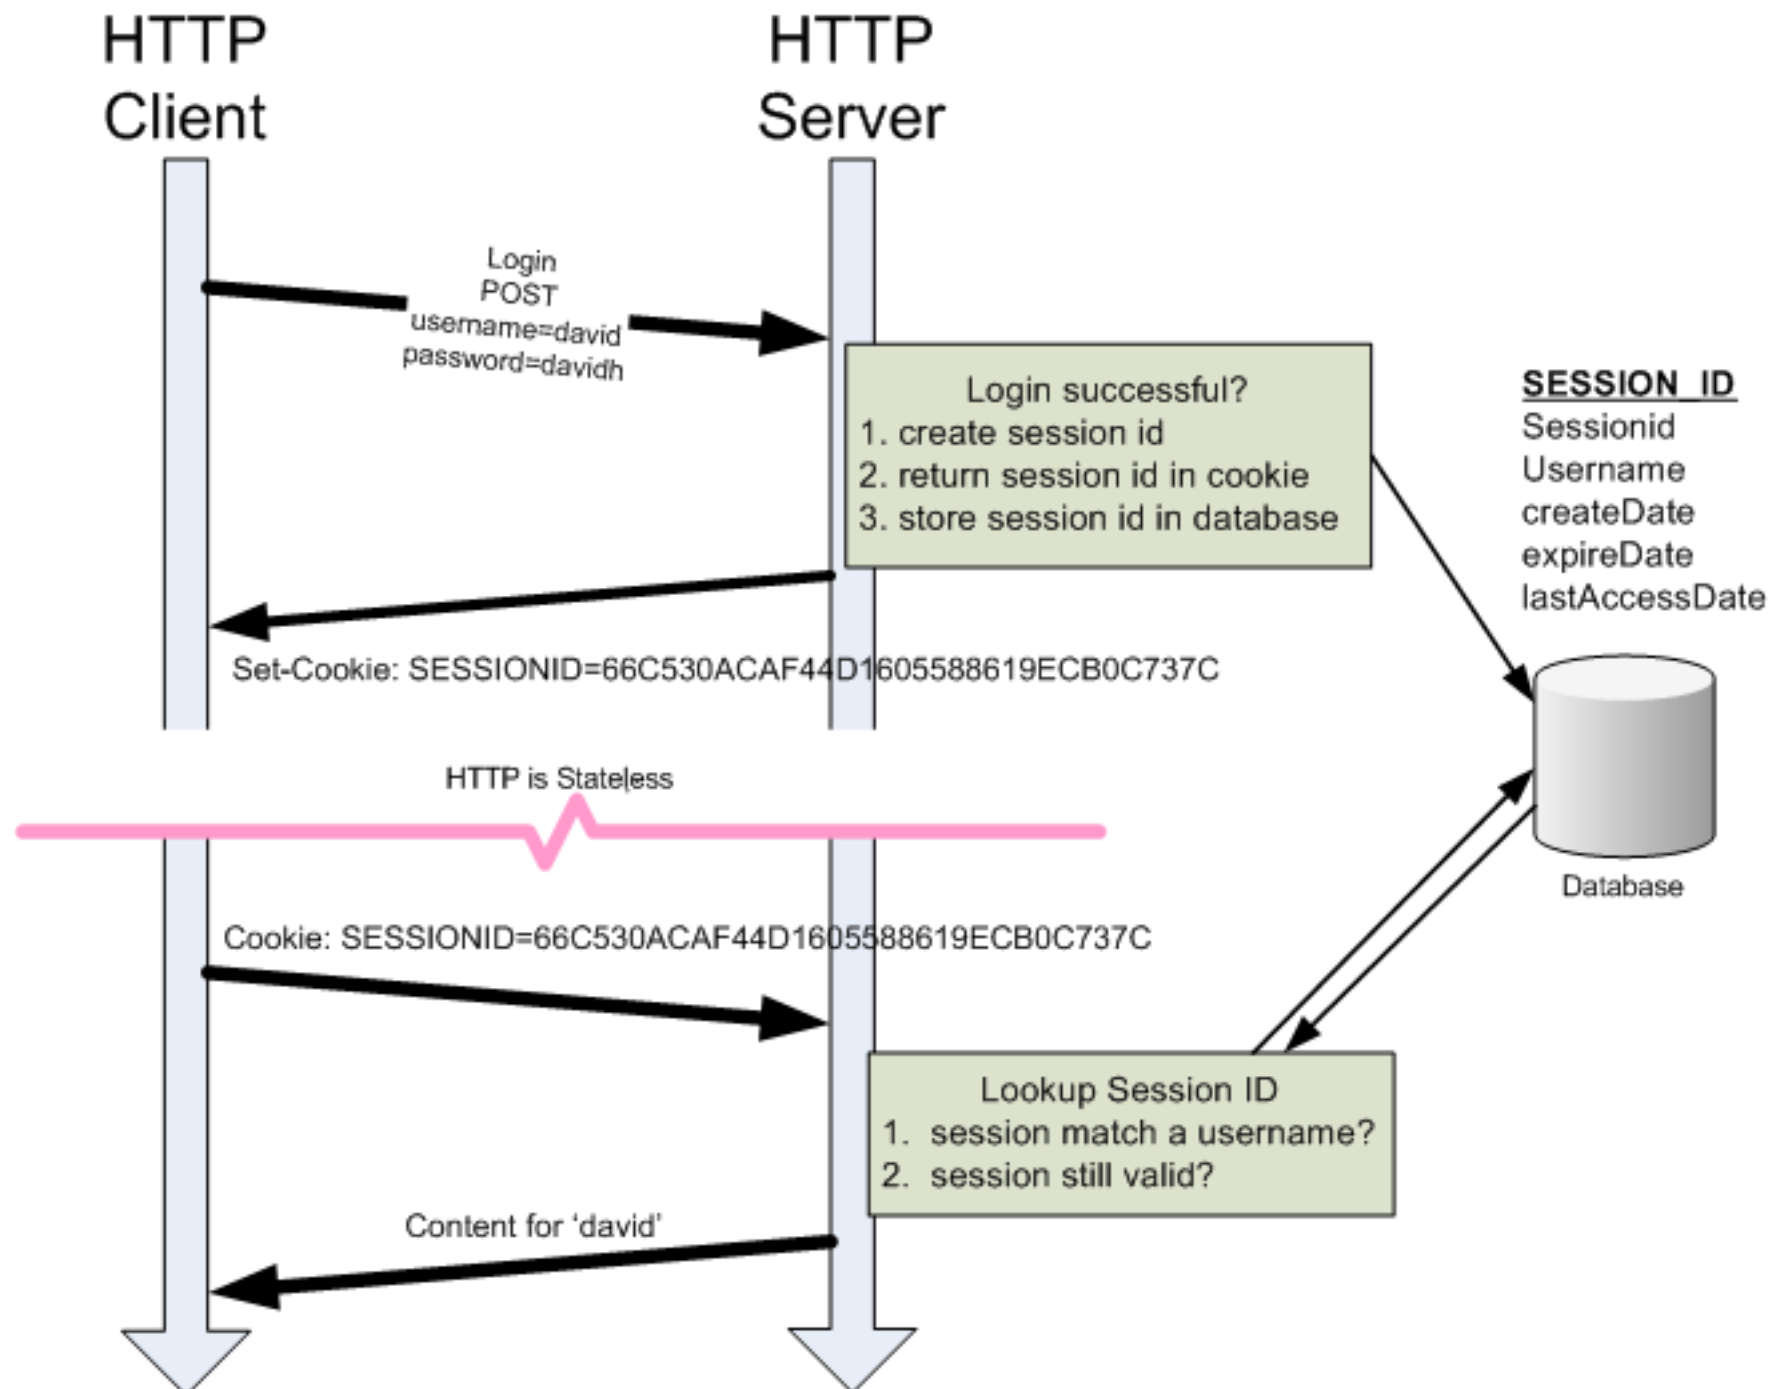 HTTP
Client
HTTP
Server
Login
POST
username=david
password=davidh
Login successful?
1. create session id
2. return session id in cookie
3. store session id in database
SESSION_ID
Sessionid
Username
createDate
expireDate
lastAccessDate
Set-Cookie: SESSIONID=66C530ACAF44D1605588619ECB0C737C
HTTP is Stateless
Database
Cookie: SESSIONID=66C530ACAF44D1605588619ECB0C737C
Lookup Session ID
1. session match a username?
2. session still valid?
Content for ‘david’